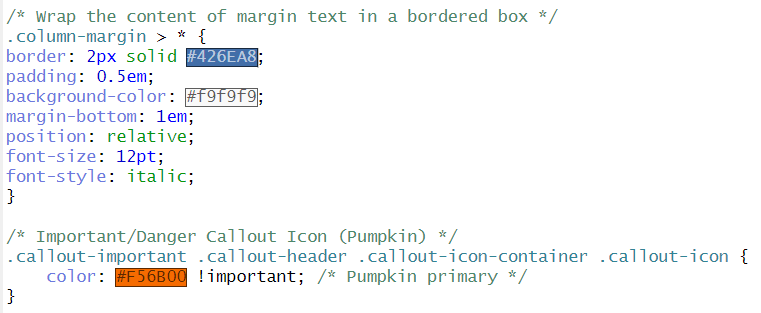 /* Wrap the content of margin text in a bordered box */
.column-margin > * {
border: 2px solid #426EA8;
padding: 0.5em;
background-color: #f9f9f9;
margin-bottom: 1em;
position: relative;
font-size: 12pt;
font-style: italic;
}

/* Important/Danger Callout Icon (Pumpkin) */
.callout-important .callout-header .callout-icon-container .callout-icon {
    color: #F56B00 !important; /* Pumpkin primary */
}